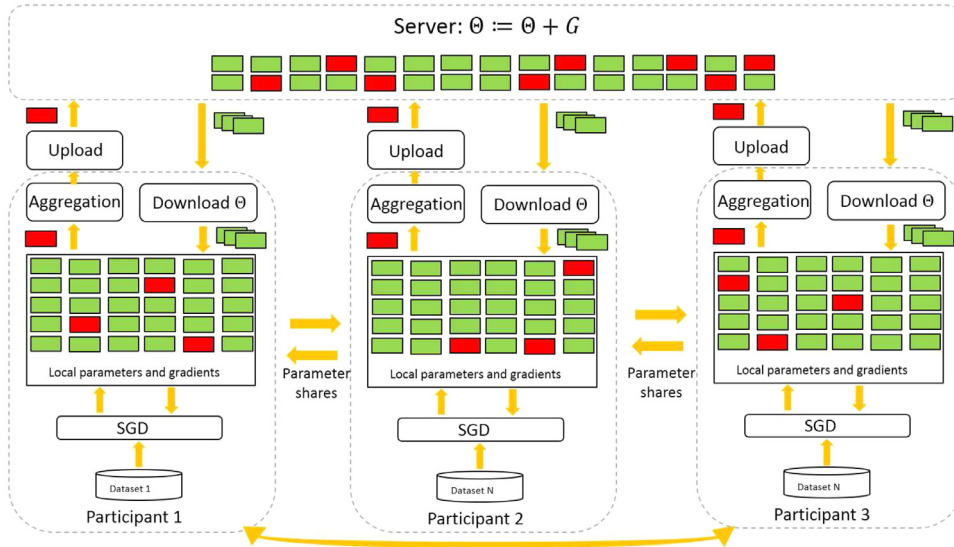 Server: Θ ≔ Θ + G
Upload
Upload
Upload
Aggregation
Download Θ
Aggregation
Download Θ
Aggregation
Download Θ
Local parameters and gradients
Parameter
shares
Local parameters and gradients
Parameter
shares
Local parameters and gradients
SGD
SGD
SGD
Dataset 1
Dataset N
Dataset N
Participant 1
Participant 2
Participant 3